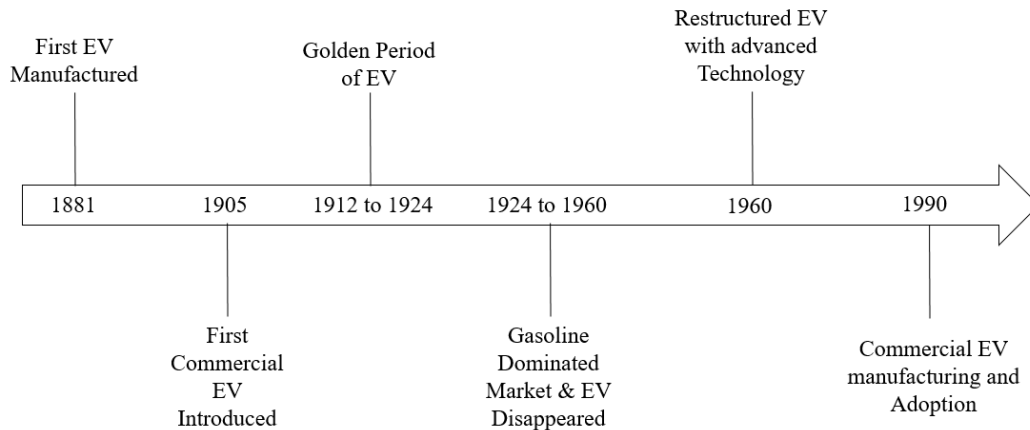 First EV
Manufactured
Golden Period
of EV
Restructured EV
with advanced
Technology
1881
1905
1912 to 1924
1924 to 1960
1960
1990
First
Commercial
EV
Introduced
Gasoline
Dominated
Market & EV
Disappeared
Commercial EV
manufacturing and
Adoption